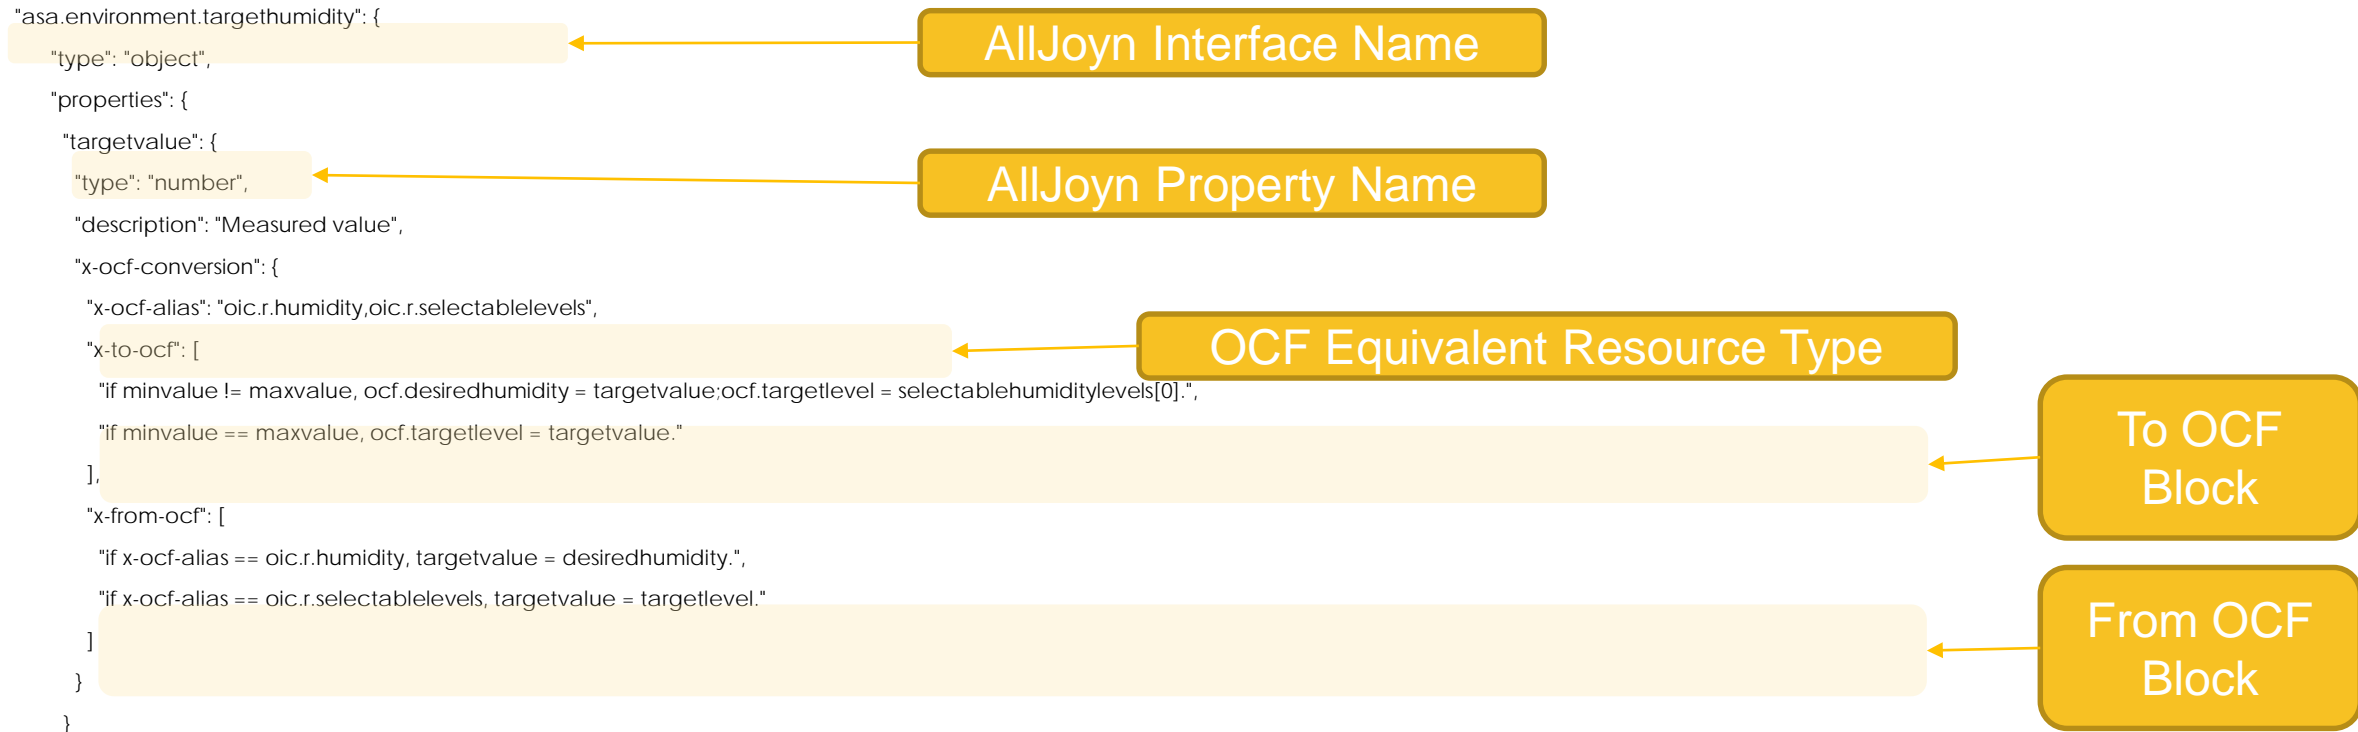 "asa.environment.targethumidity": {
AllJoyn Interface Name
"type": "object",
"properties": {
"targetvalue": {
"type": "number",
AllJoyn Property Name
"description": "Measured value",
"x-ocf-conversion": {
"x-ocf-alias": "oic.r.humidity,oic.r.selectablelevels",
"x-to-ocf": [
OCF Equivalent Resource Type
"if minvalue != maxvalue, ocf.desiredhumidity = targetvalue;ocf.targetlevel = selectablehumiditylevels[0].",
"if minvalue == maxvalue, ocf.targetlevel = targetvalue."
],
To OCF
Block
"x-from-ocf": [
"if x-ocf-alias == oic.r.humidity, targetvalue = desiredhumidity.",
"if x-ocf-alias == oic.r.selectablelevels, targetvalue = targetlevel."
]
}
}
From OCF
Block